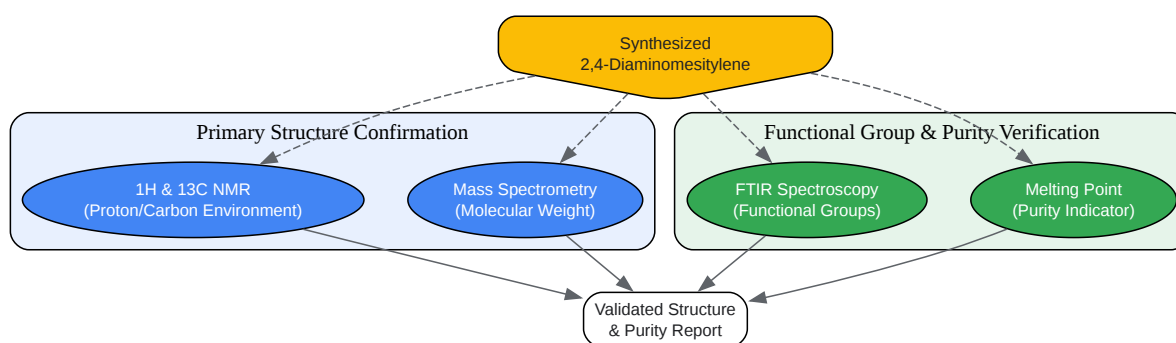 Synthesized
2,4-Diaminomesitylene
Primary Structure Confirmation
Functional Group & Purity Verification
1H & 13C NMR
(Proton/Carbon Environment)
Mass Spectrometry
(Molecular Weight)
FTIR Spectroscopy
(Functional Groups)
Melting Point
(Purity Indicator)
Validated Structure
& Purity Report